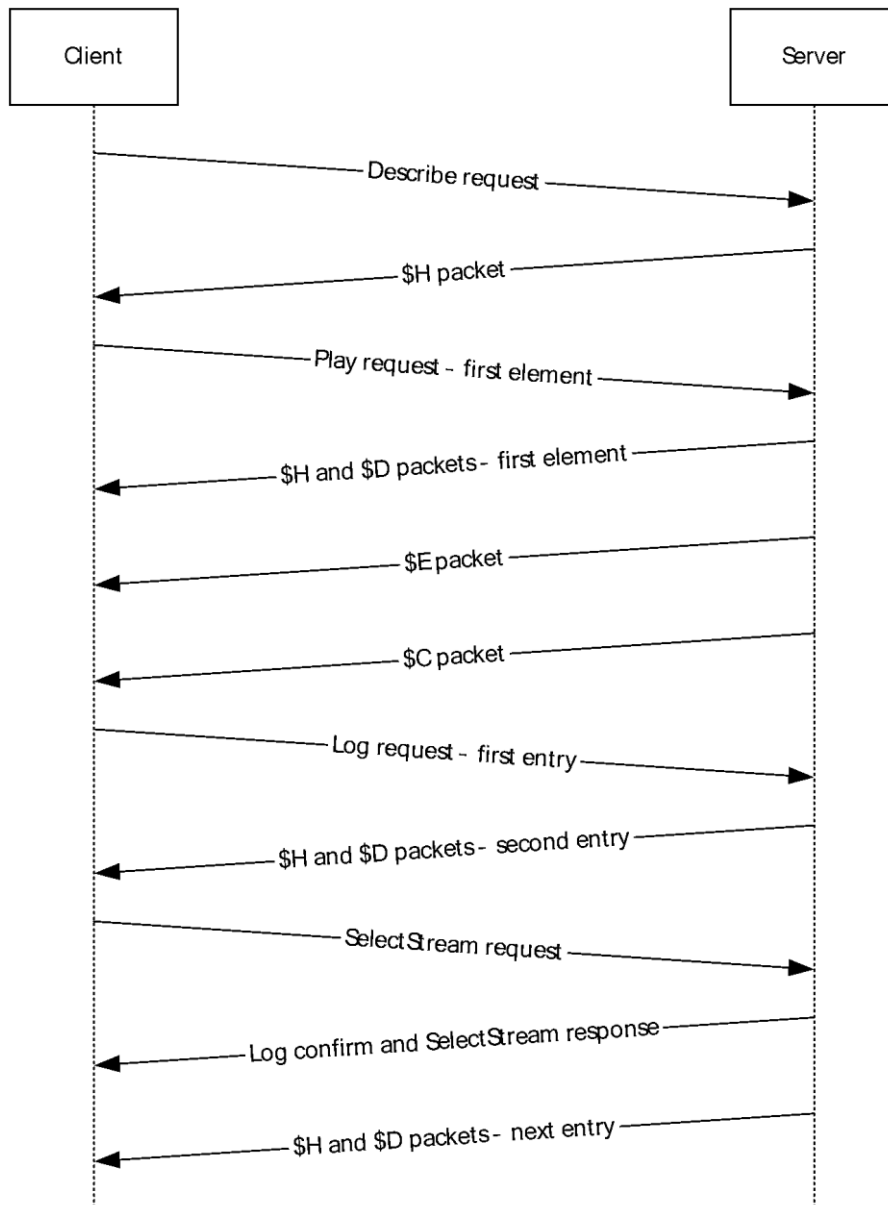 Client
Server
Describe request
$H packet
Play request - first element
$H and $D packets - first element
$E packet
$C packet
Log request - first entry
$H and $D packets - second entry
SelectStream request
Log confirm and SelectStream response
$H and $D packets - next entry